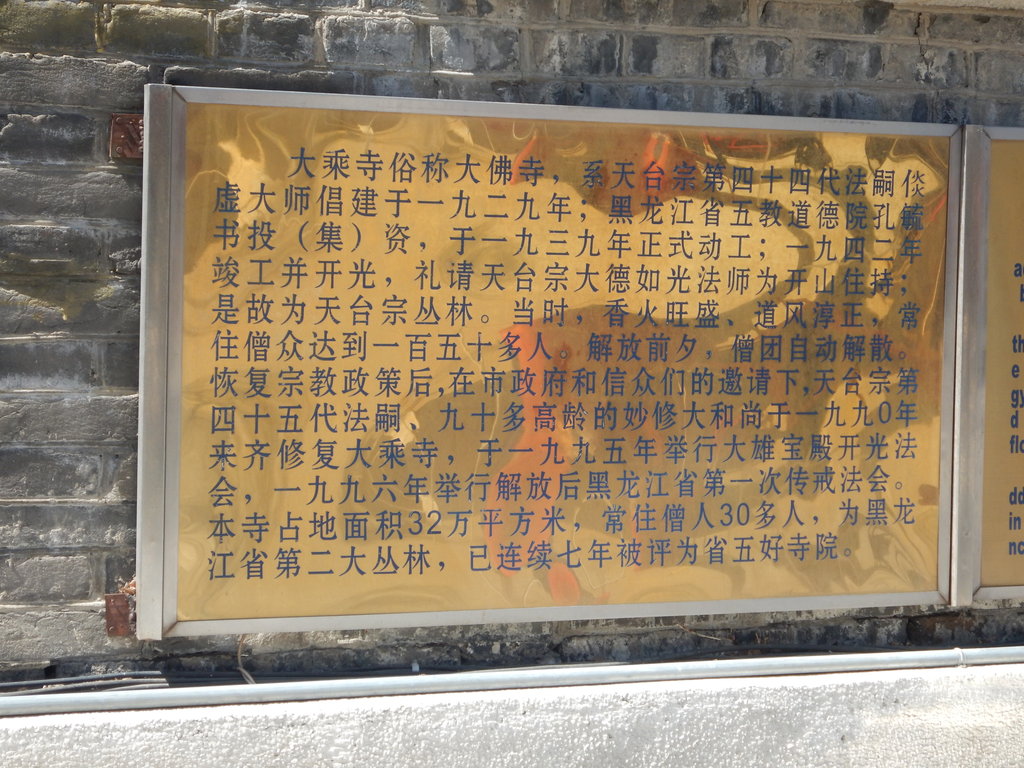 大乘寺俗称大佛寺，系天台宗第四十四代法嗣倓
虚大师倡建于一九二九年；黑龙江省五教道德院孔毓
书投（集）资，于一九三九年正式动工；一九四二年
竣工并开光，礼请天台宗大德如光法师为开山住持；
是故为天台宗丛林。当时，香火旺盛、道风淳正，常
住僧众达到一百五十多人。解放前夕，僧团自动解散。
恢复宗教政策后,在市政府和信众们的邀请下,天台宗第
四十五代法嗣、九十多高龄的妙修大和尚于一九九0年
来齐修复大乘寺，于一九九五年举行大雄宝殿开光法
会，一九九六年举行解放后黑龙江省第一次传戒法会。
本寺占地面积32万平方米，常住僧人30多人，为黑龙
江省第二大丛林，已连续七年被评为省五好寺院。
th
e
gy
d
in